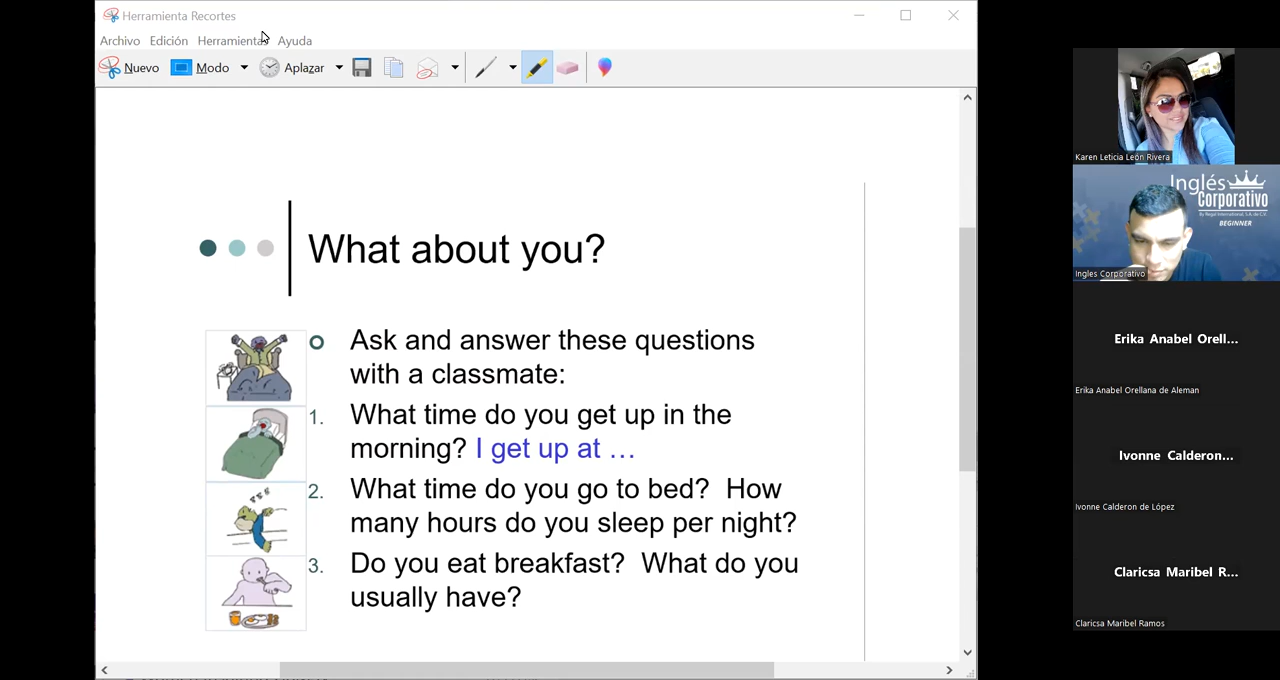 Herramienta Recortes
Archivo Edición Herramientas Ayuda
Nuevo Modo Aplazar
What about you?
Ask and answer these questions
with a classmate:
1. What time do you get up in the
morning? I get up at …
2. What time do you go to bed? How
many hours do you sleep per night?
3. Do you eat breakfast? What do you
usually have?
Karen Leticia León Rivera
Inglés
Corporativo
By Regal International, S.A. de C.V.
BEGINNER
Ingles Corporativo
Erika Anabel Orell...
Erika Anabel Orellana de Aleman
Ivonne Calderon...
Ivonne Calderon de López
Claricsa Maribel R...
Claricsa Maribel Ramos